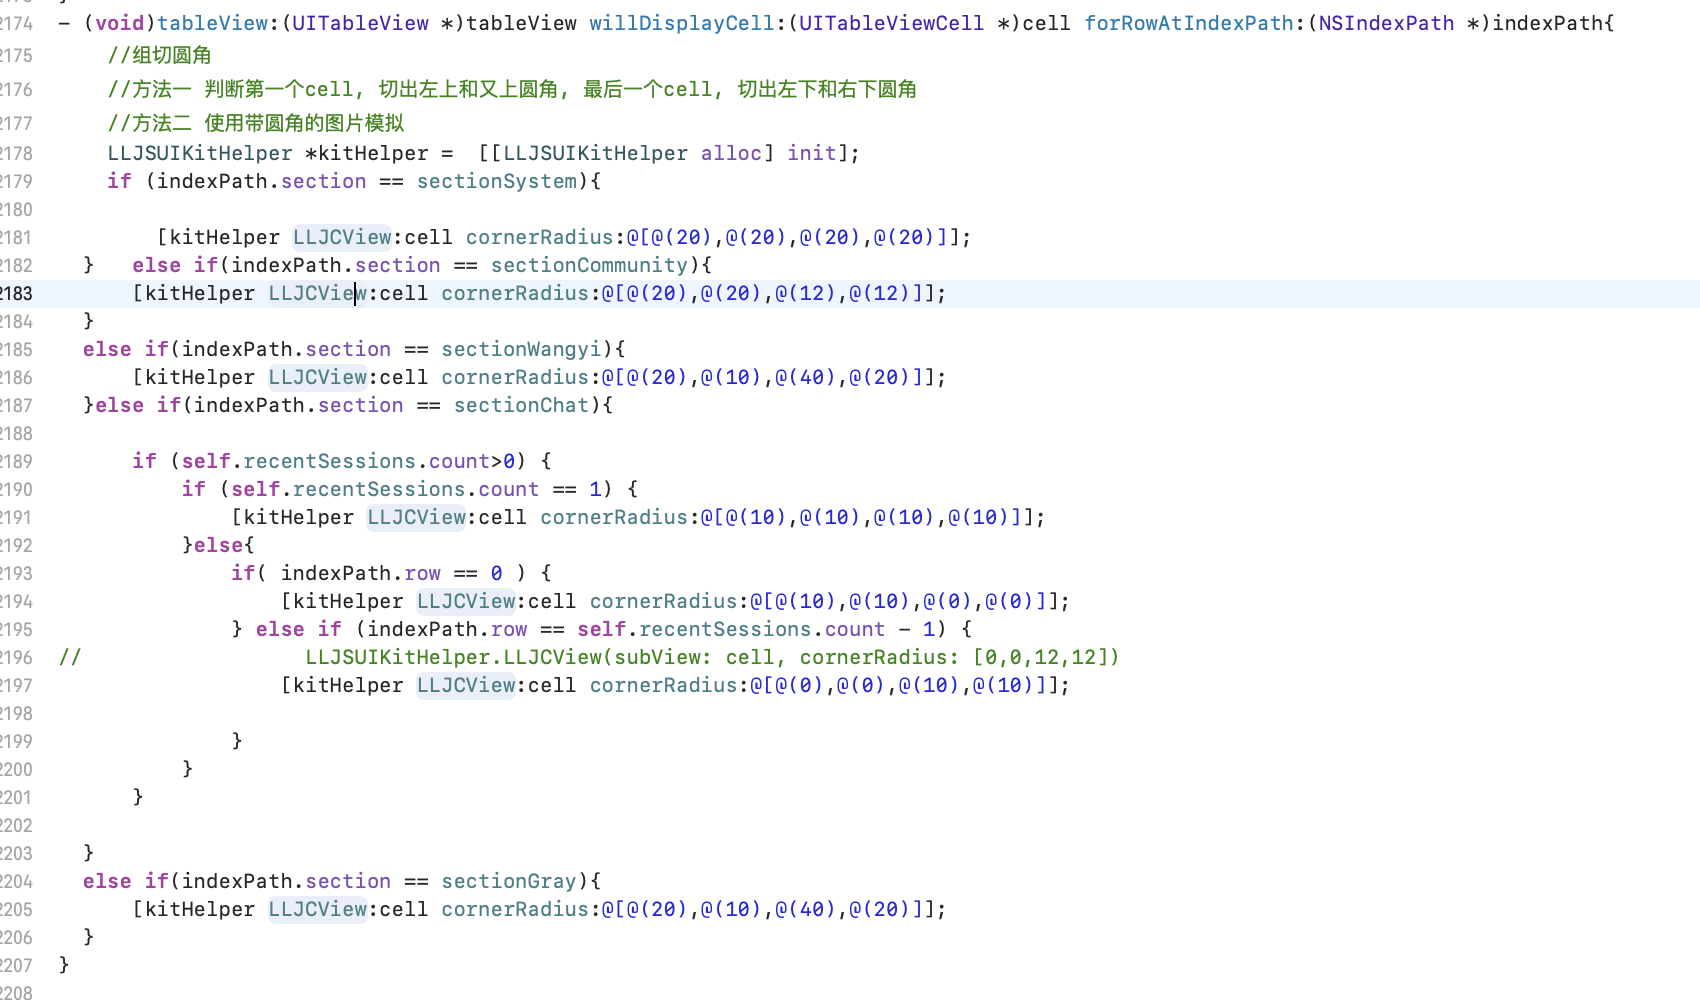 2174 - (void)tableView:(UITableView *)tableView willDisplayCell:(UITableViewCell *)cell forRowAtIndexPath:(NSIndexPath *)indexPath{
2175 //组切圆角
2176 //方法一 判断第一个cell, 切出左上和又上圆角, 最后一个cell, 切出左下和右下圆角
2177 //方法二 使用带圆角的图片模拟
2178 LLJSUIKitHelper *kitHelper =  [[LLJSUIKitHelper alloc] init];
2179 if (indexPath.section == sectionSystem){
2180
2181 [kitHelper LLJCView:cell cornerRadius:@[@(20),@(20),@(20),@(20)]];
2182 }   else if(indexPath.section == sectionCommunity){
2183 [kitHelper LLJCView:cell cornerRadius:@[@(20),@(20),@(12),@(12)]];
2184 }
2185 else if(indexPath.section == sectionWangyi){
2186 [kitHelper LLJCView:cell cornerRadius:@[@(20),@(10),@(40),@(20)]];
2187 }else if(indexPath.section == sectionChat){
2188
2189 if (self.recentSessions.count>0) {
2190 if (self.recentSessions.count == 1) {
2191 [kitHelper LLJCView:cell cornerRadius:@[@(10),@(10),@(10),@(10)]];
2192 }else{
2193 if( indexPath.row == 0 ) {
2194 [kitHelper LLJCView:cell cornerRadius:@[@(10),@(10),@(0),@(0)]];
2195 } else if (indexPath.row == self.recentSessions.count - 1) {
2196 // LLJSUIKitHelper.LLJCView(subView: cell, cornerRadius: [0,0,12,12])
2197 [kitHelper LLJCView:cell cornerRadius:@[@(0),@(0),@(10),@(10)]];
2198
2199 }
2200 }
2201 }
2202
2203 }
2204 else if(indexPath.section == sectionGray){
2205 [kitHelper LLJCView:cell cornerRadius:@[@(20),@(10),@(40),@(20)]];
2206 }
2207 }
2208